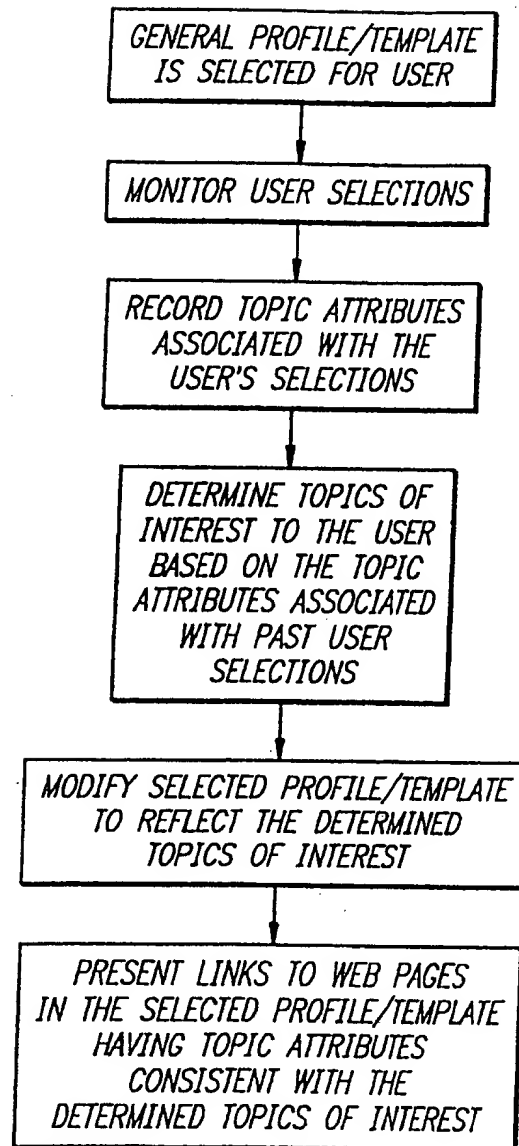 GENERAL PROFILE/TEMPLATE
IS SELECTED FOR USER
MONITOR USER SELECTIONS
RECORD TOPIC ATTRIBUTES
ASSOCIATED WITH THE
USER'S SELECTIONS
DETERMINE TOPICS OF
INTEREST TO THE USER
BASED ON THE TOPIC
ATTRIBUTES ASSOCIATED
WITH PAST USER
SELECTIONS
MODIFY SELECTED PROFILE/TEMPLATE
TO REFLECT THE DETERMINED
TOPICS OF INTEREST
PRESENT LINKS TO WEB PAGES
IN THE SELECTED PROFILE/TEMPLATE
HAVING TOPIC ATTRIBUTES
CONSISTENT WITH THE
DETERMINED TOPICS OF INTEREST